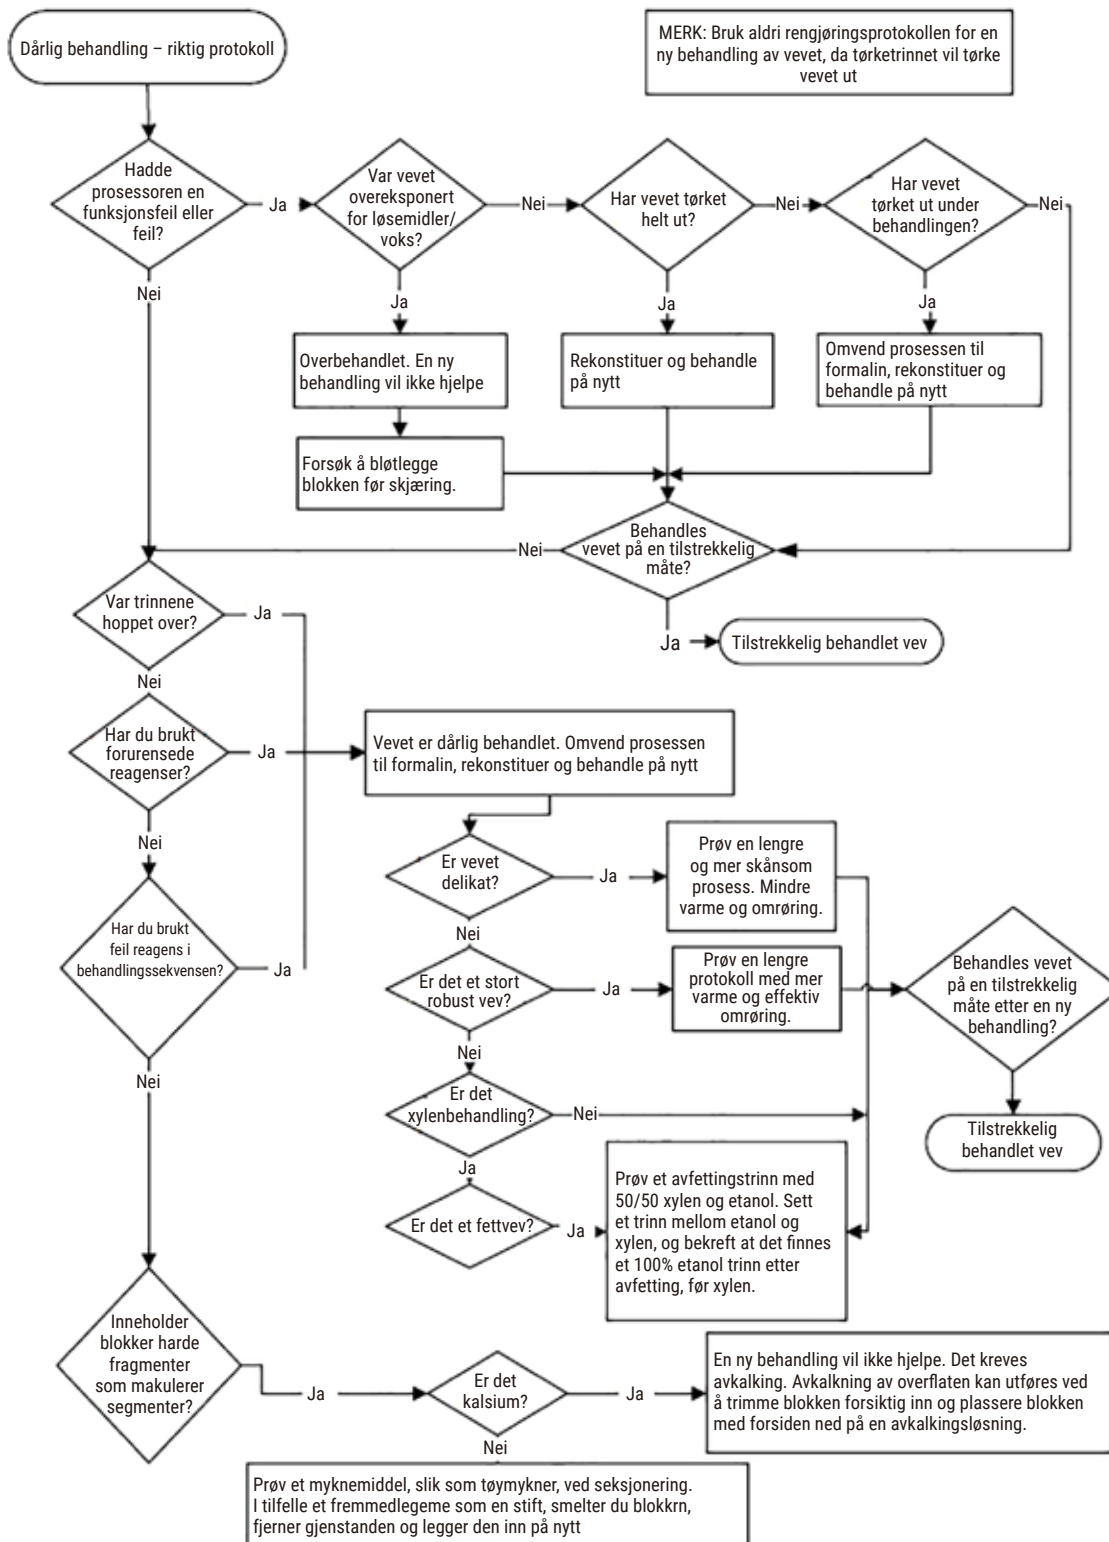 Dårlig behandling – riktig protokoll
MERK: Bruk aldri rengjøringsprotokollen for en
ny behandling av vevet, da tørketrinnet vil tørke
vevet ut
Hadde
prosessoren en
funksjonsfeil eller
feil?
Ja
Nei
Var vevet
overeksponert
for løsemidler/
voks?
Nei
Ja
Har vevet tørket
helt ut?
Nei
Ja
Har vevet
tørket ut under
behandlingen?
Nei
Ja
Overbehandlet. En ny
behandling vil ikke hjelpe
Rekonstituer og behandle
på nytt
Omvend prosessen til
formalin, rekonstituer og
behandle på nytt
Forsøk å bløtlegge
blokken før skjæring.
Behandles
vevet på en tilstrekkelig
måte?
Nei
Ja
Tilstrekkelig behandlet vev
Var trinnene
hoppet over?
Ja
Nei
Har du brukt
forurensede
reagenser?
Ja
Nei
Vevet er dårlig behandlet. Omvend prosessen
til formalin, rekonstituer og behandle på nytt
Har du brukt
feil reagens i
behandlingssekvensen?
Ja
Nei
Er vevet
delikat?
Ja
Nei
Prøv en lengre
og mer skånsom
prosess. Mindre
varme og omrøring.
Er det et stort
robust vev?
Ja
Nei
Prøv en lengre
protokoll med mer
varme og effektiv
omrøring.
Behandles vevet
på en tilstrekkelig
måte etter en ny
behandling?
Tilstrekkelig
behandlet vev
Er det
xylenbehandling?
Nei
Ja
Er det et fettvev?
Ja
Prøv et avfettingstrinn med
50/50 xylen og etanol. Sett
et trinn mellom etanol og
xylen, og bekreft at det finnes
et 100% etanol trinn etter
avfetting, før xylen.
Inneholder
blokker harde
fragmenter
som makulerer
segmenter?
Ja
Er det
kalsium?
Ja
Nei
En ny behandling vil ikke hjelpe. Det kreves
avkalking. Avkalkning av overflaten kan utføres ved
å trimme blokken forsiktig inn og plassere blokken
med forsiden ned på en avkalkingsløsning.
Prøv et myknemiddel, slik som tøymykner, ved seksjonering.
I tilfelle et fremmedlegeme som en stift, smelter du blokkrn,
fjerner gjenstanden og legger den inn på nytt